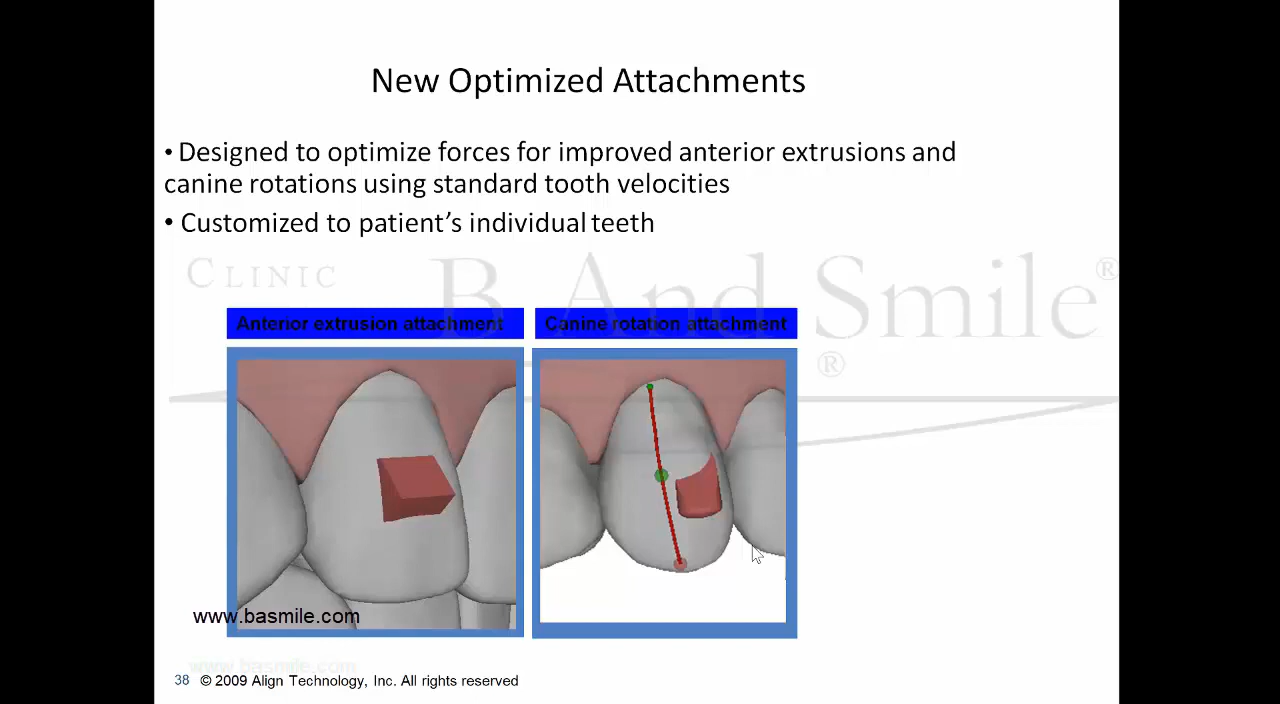 New Optimized Attachments
• Designed to optimize forces for improved anterior extrusions and
canine rotations using standard tooth velocities
• Customized to patient’s individual teeth
CLINIC B And Smile ®
Anterior extrusion attachment
Canine rotation attachment
®
www.basmile.com
www.basmile.com
38 © 2009 Align Technology, Inc. All rights reserved